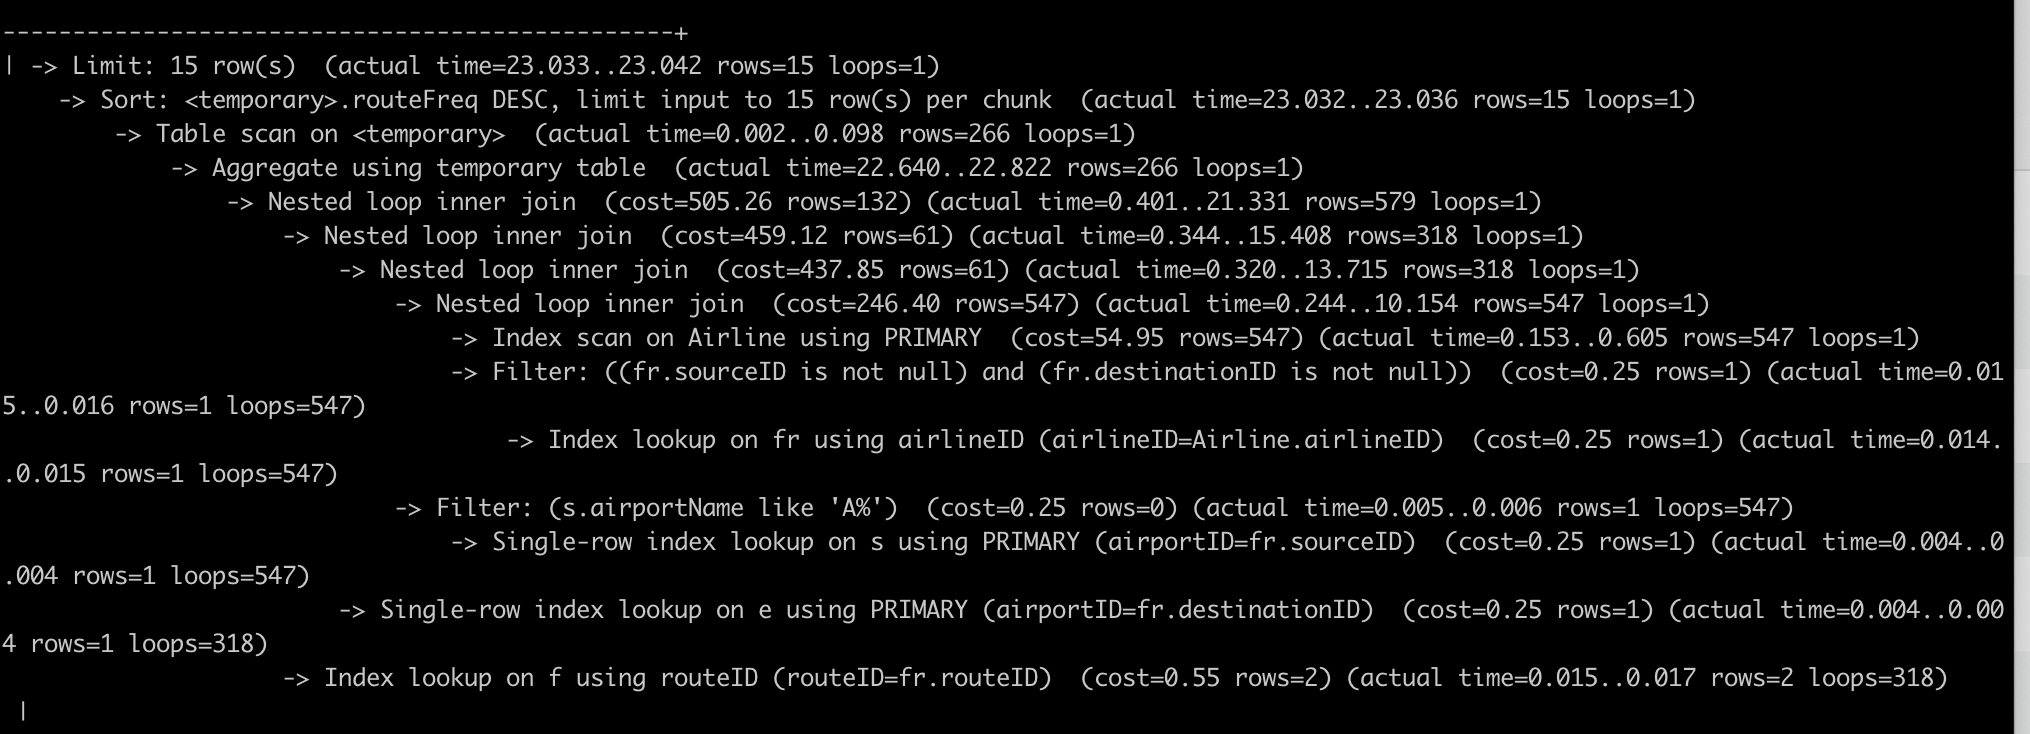 ------------------------------------------------+
| -> Limit: 15 row(s)  (actual time=23.033..23.042 rows=15 loops=1)
    -> Sort: <temporary>.routeFreq DESC, limit input to 15 row(s) per chunk  (actual time=23.032..23.036 rows=15 loops=1)
        -> Table scan on <temporary>  (actual time=0.002..0.098 rows=266 loops=1)
            -> Aggregate using temporary table  (actual time=22.640..22.822 rows=266 loops=1)
                -> Nested loop inner join  (cost=505.26 rows=132) (actual time=0.401..21.331 rows=579 loops=1)
                    -> Nested loop inner join  (cost=459.12 rows=61) (actual time=0.344..15.408 rows=318 loops=1)
                        -> Nested loop inner join  (cost=437.85 rows=61) (actual time=0.320..13.715 rows=318 loops=1)
                            -> Nested loop inner join  (cost=246.40 rows=547) (actual time=0.244..10.154 rows=547 loops=1)
                                -> Index scan on Airline using PRIMARY  (cost=54.95 rows=547) (actual time=0.153..0.605 rows=547 loops=1)
                                -> Filter: ((fr.sourceID is not null) and (fr.destinationID is not null))  (cost=0.25 rows=1) (actual time=0.01
5..0.016 rows=1 loops=547)
                                    -> Index lookup on fr using airlineID (airlineID=Airline.airlineID)  (cost=0.25 rows=1) (actual time=0.014.
.0.015 rows=1 loops=547)
                            -> Filter: (s.airportName like 'A%')  (cost=0.25 rows=0) (actual time=0.005..0.006 rows=1 loops=547)
                                -> Single-row index lookup on s using PRIMARY (airportID=fr.sourceID)  (cost=0.25 rows=1) (actual time=0.004..0
.004 rows=1 loops=547)
                        -> Single-row index lookup on e using PRIMARY (airportID=fr.destinationID)  (cost=0.25 rows=1) (actual time=0.004..0.00
4 rows=1 loops=318)
                    -> Index lookup on f using routeID (routeID=fr.routeID)  (cost=0.55 rows=2) (actual time=0.015..0.017 rows=2 loops=318)
 |